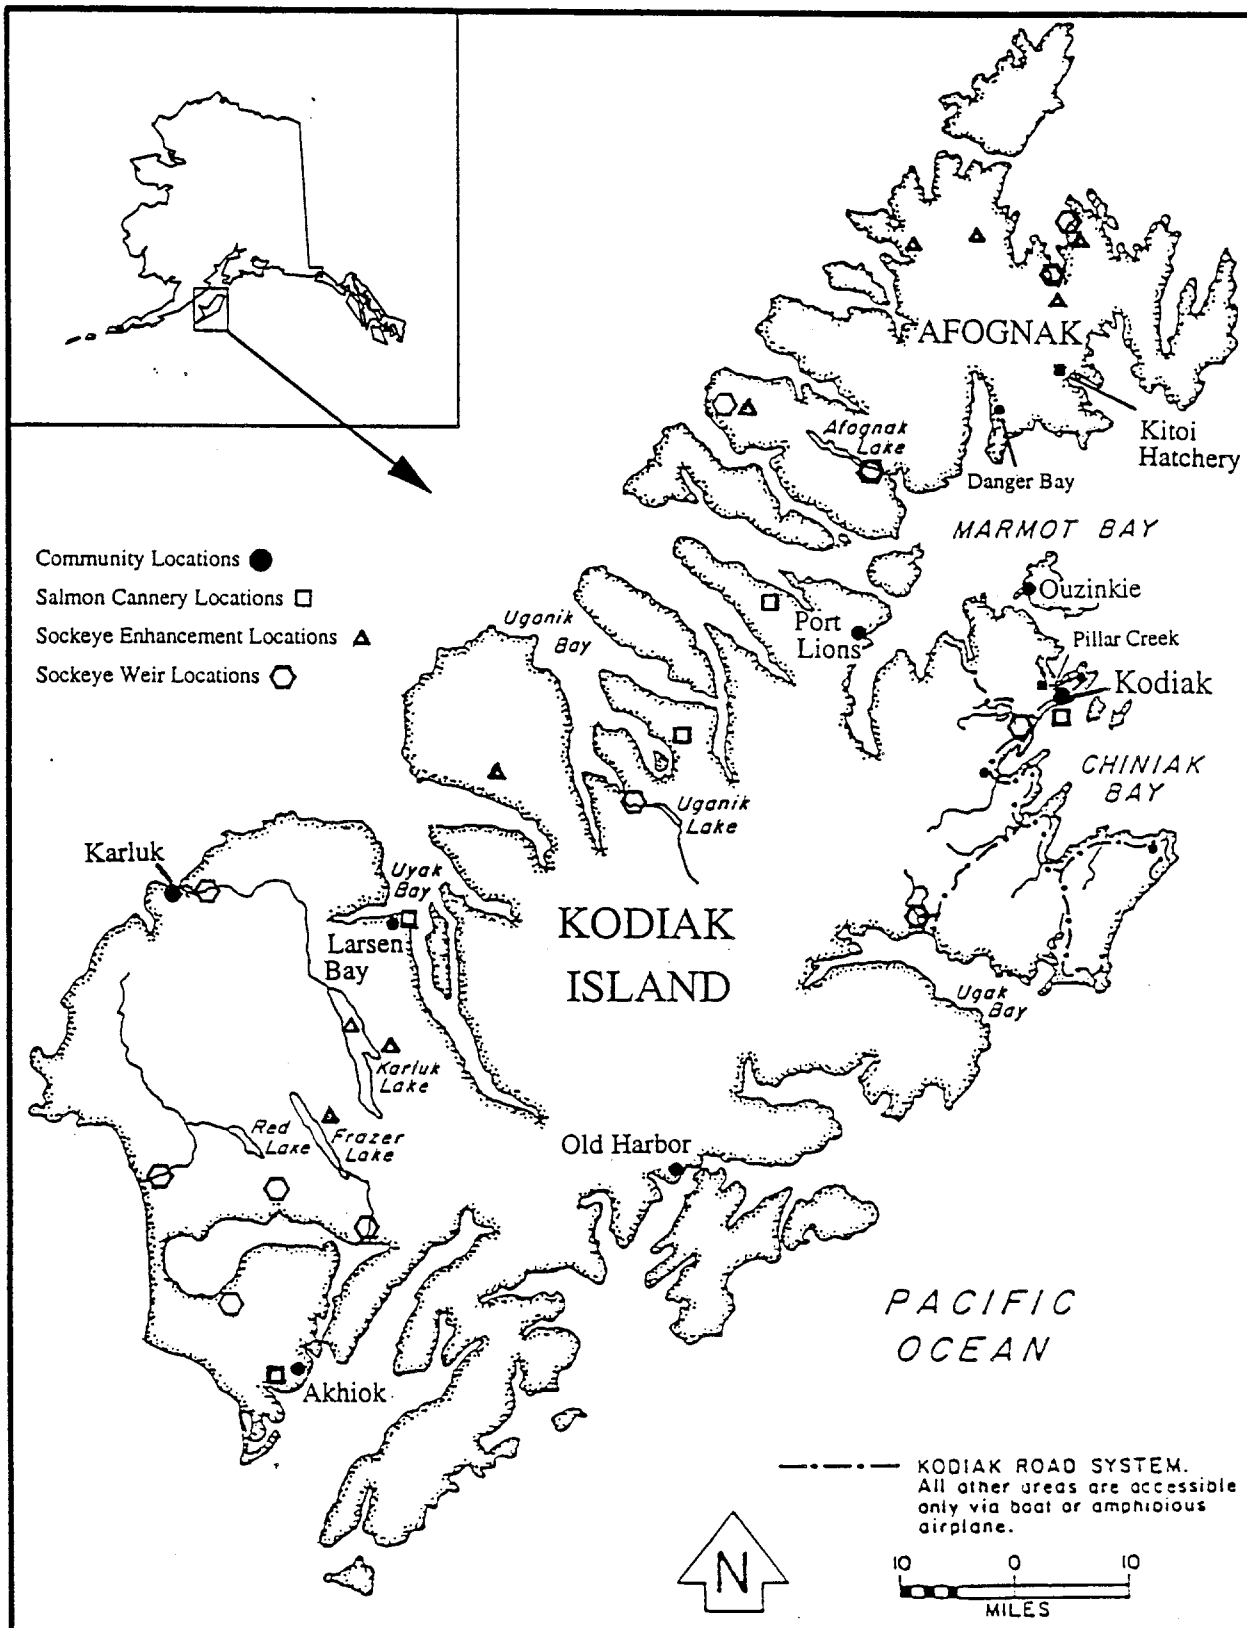 AFOGNAK
Kitoi
Hatchery
Afognak
Lake
Danger Bay
MARMOT BAY
Community Locations
Salmon Cannery Locations
Sockeye Enhancement Locations
Sockeye Weir Locations
Uganik
Bay
Port
Lions
Ouzinkie
Pillar Creek
Kodiak
CHINIAK
BAY
Uganik
Lake
Karluk
Uyak
Bay
Larsen
Bay
KODIAK
ISLAND
Ugak
Bay
Karluk
Lake
Red
Lake
Frazer
Lake
Old Harbor
PACIFIC
OCEAN
Akhiok
KODIAK ROAD SYSTEM.
All other areas are accessible
only via boat or amphibious
airplane.
N
10 0 10
MILES